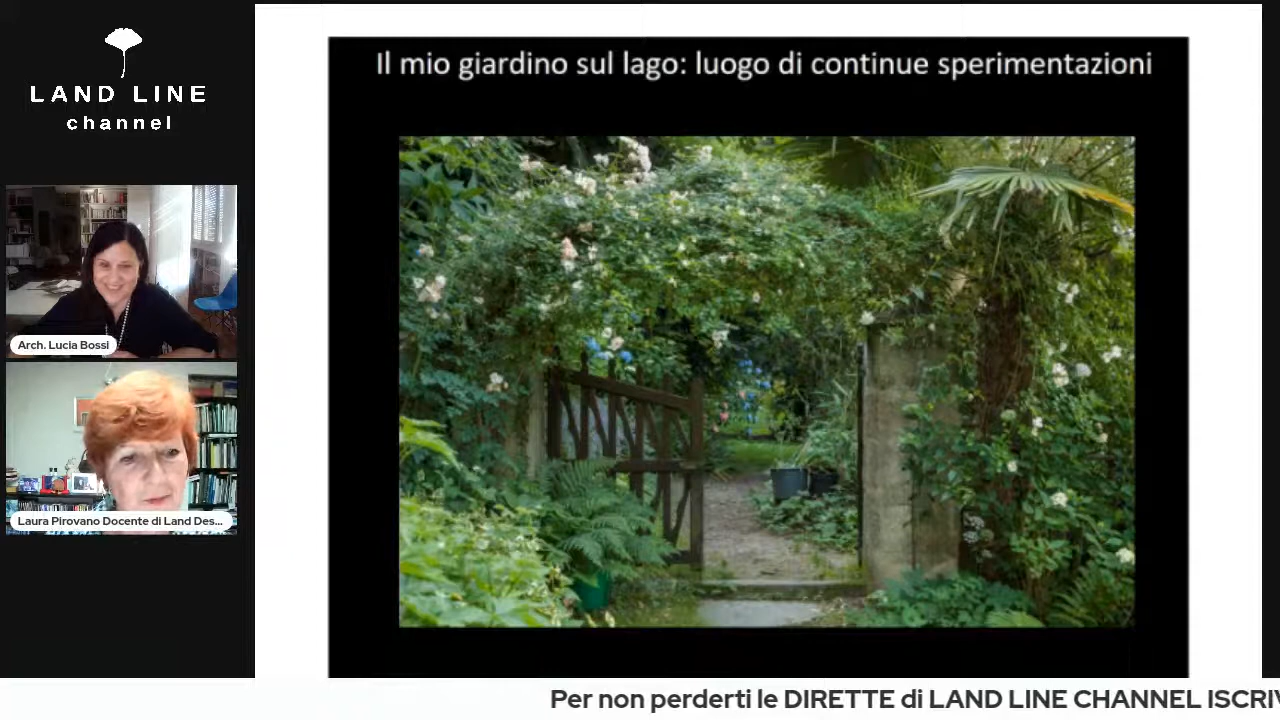 LAND LINE
channel
Il mio giardino sul lago: luogo di continue sperimentazioni
Arch. Lucia Bossi
Laura Pirovano Docente di Land Des...
Per non perderti le DIRETTE di LAND LINE CHANNEL ISCRIV